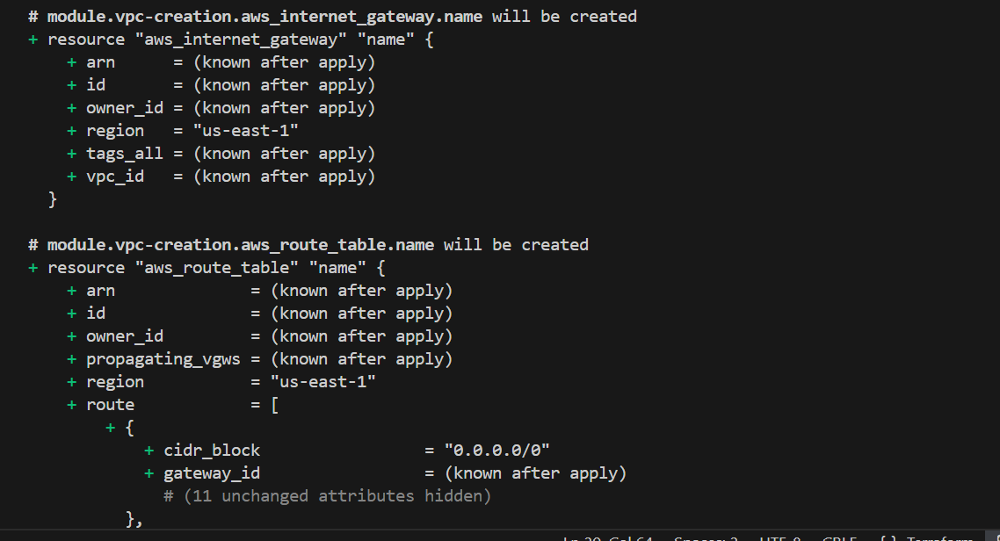 # module.vpc-creation.aws_internet_gateway.name will be created
+ resource "aws_internet_gateway" "name" {
    + arn      = (known after apply)
    + id       = (known after apply)
    + owner_id = (known after apply)
    + region   = "us-east-1"
    + tags_all = (known after apply)
    + vpc_id   = (known after apply)
  }
# module.vpc-creation.aws_route_table.name will be created
+ resource "aws_route_table" "name" {
    + arn              = (known after apply)
    + id               = (known after apply)
    + owner_id         = (known after apply)
    + propagating_vgws = (known after apply)
    + region           = "us-east-1"
    + route            = [
        + {
            + cidr_block                 = "0.0.0.0/0"
            + gateway_id                 = (known after apply)
              # (11 unchanged attributes hidden)
          },